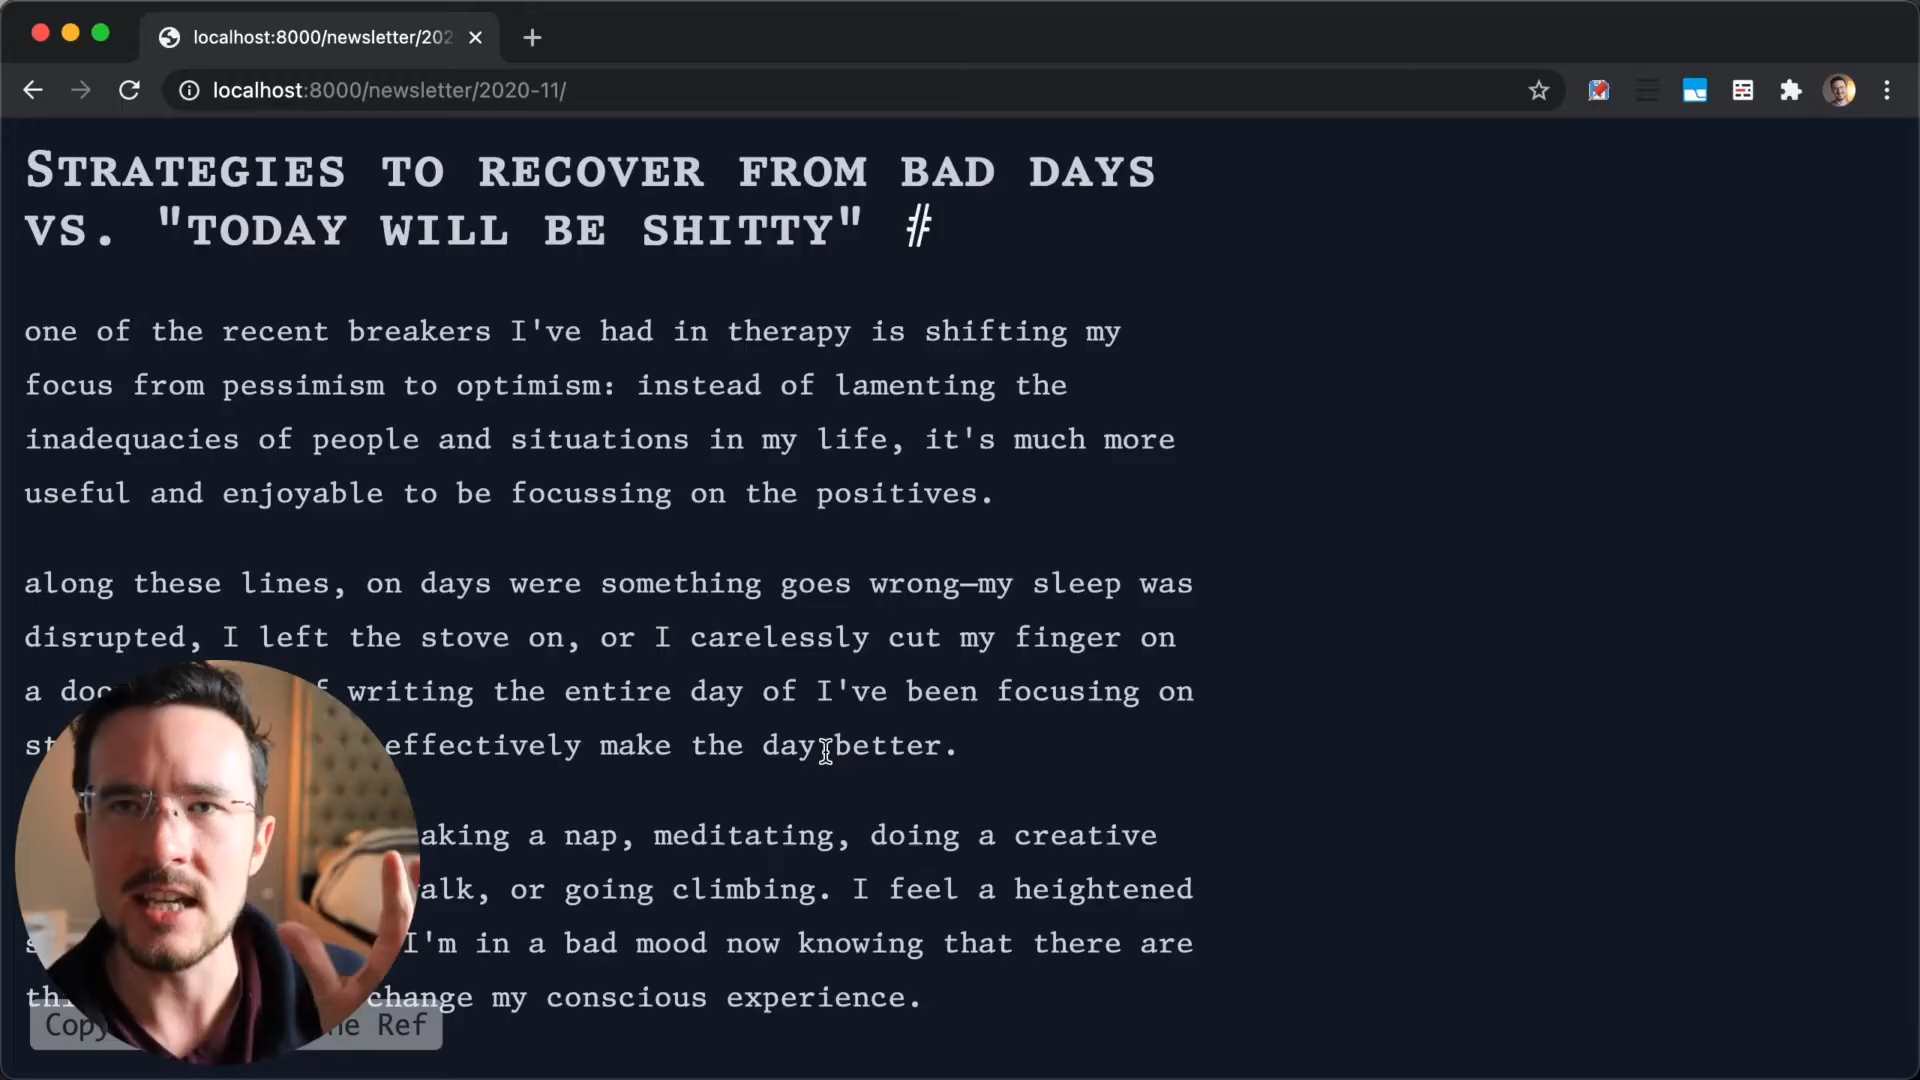 localhost:8000/newsletter/202
localhost:8000/newsletter/2020-11/
Strategies to recover from bad days
vs. "today will be shitty" #
one of the recent breakers I've had in therapy is shifting my
focus from pessimism to optimism: instead of lamenting the
inadequacies of people and situations in my life, it's much more
useful and enjoyable to be focussing on the positives.
along these lines, on days were something goes wrong—my sleep was
disrupted, I left the stove on, or I carelessly cut my finger on
a writing the entire day of I've been focusing on
effectively make the day better.
a nap, meditating, doing a creative
or going climbing. I feel a heightened
I'm in a bad mood now knowing that there are
change my conscious experience.
Ref